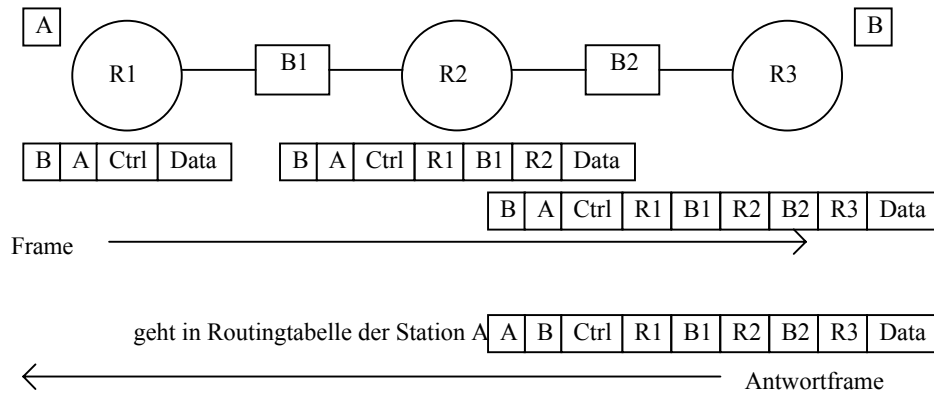 A B
R1 B1 R2 B2 R3
B A Ctrl Data B A Ctrl R1 B1 R2 Data
B A Ctrl R1 B1 R2 B2 R3 Data
Frame
geht in Routingtabelle der Station A A B Ctrl R1 B1 R2 B2 R3 Data
Antwortframe